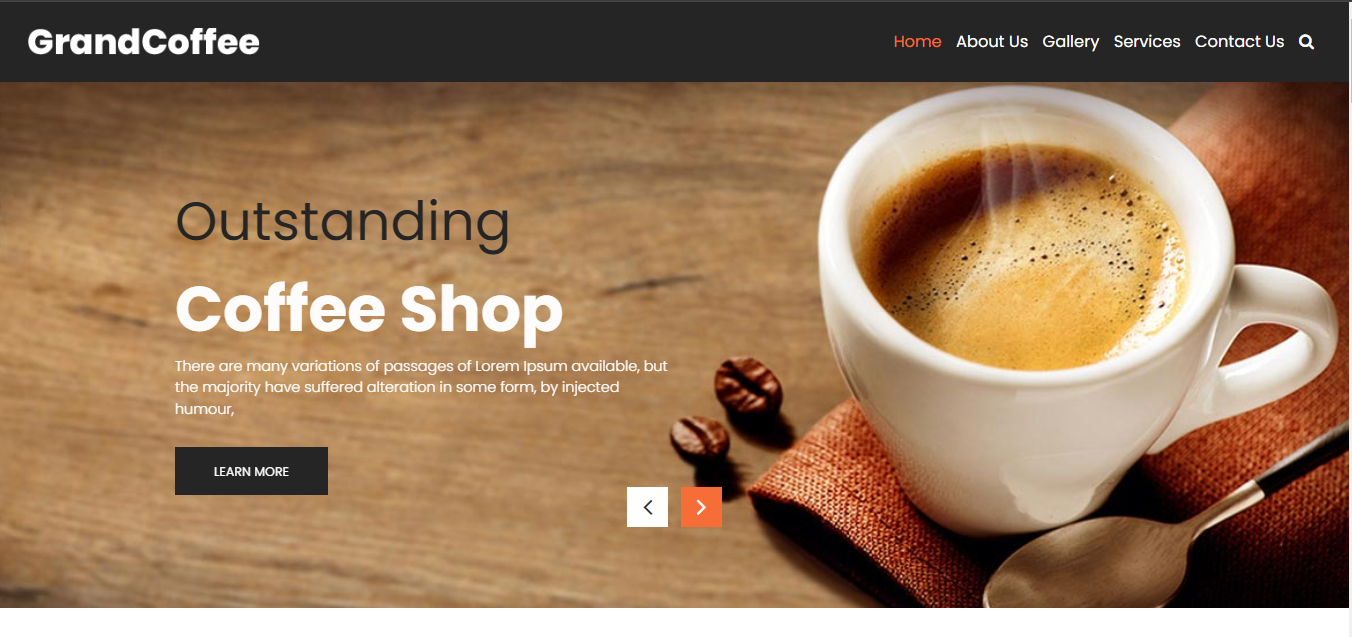 GrandCoffee
Home About Us Gallery Services Contact Us
Outstanding
Coffee Shop
There are many variations of passages of Lorem Ipsum available, but
the majority have suffered alteration in some form, by injected
humour,
LEARN MORE